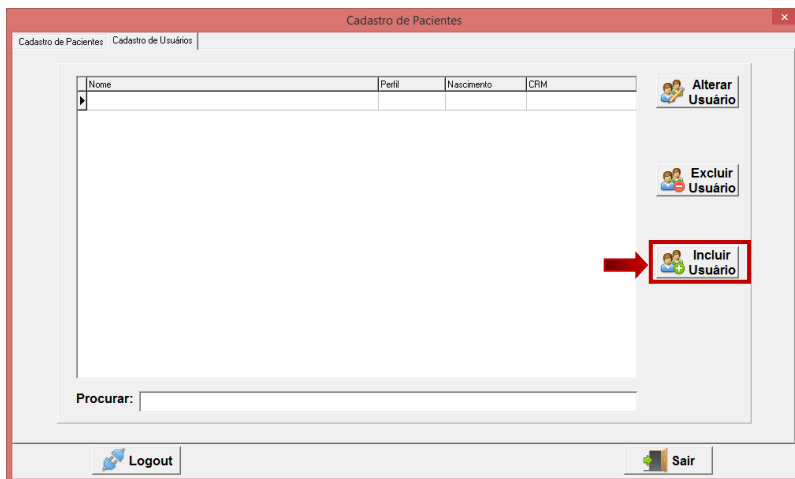 Cadastro de Pacientes
×
Cadastro de Pacientes Cadastro de Usuários
Nome Perfil Nascimento CRM
Alterar
Usuário
Excluir
Usuário
Incluir
Usuário
Procurar:
Logout Sair